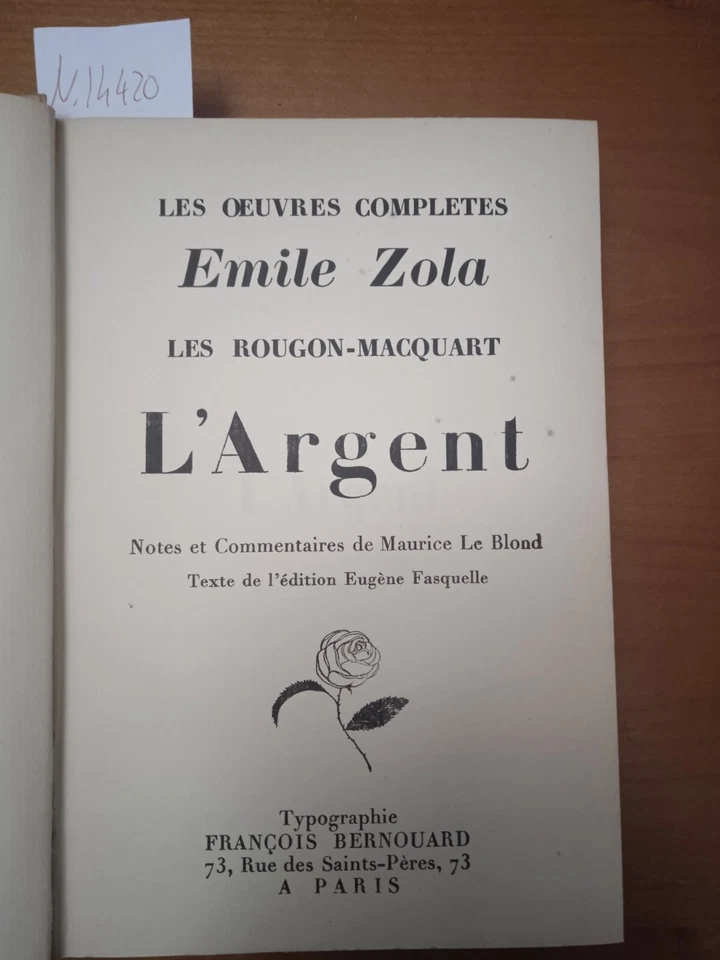 N. 14420
LES ŒUVRES COMPLETES
Emile Zola
LES ROUGON-MACQUART
L'Argent
Notes et Commentaires de Maurice Le Blond
Texte de l'édition Eugène Fasquelle
Typographie
FRANÇOIS BERNOUARD
73, Rue des Saints-Pères, 73
A PARIS